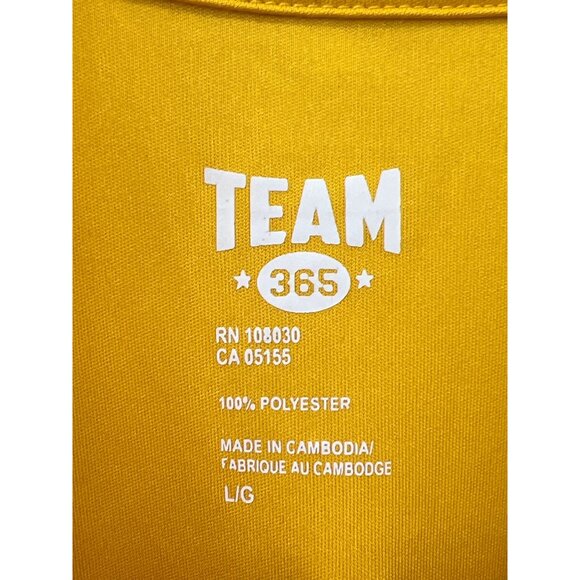 TEAM
365
RN 108030
CA 05155
100% POLYESTER
MADE IN CAMBODIA/
FABRIQUE AU CAMBODGE
L/G